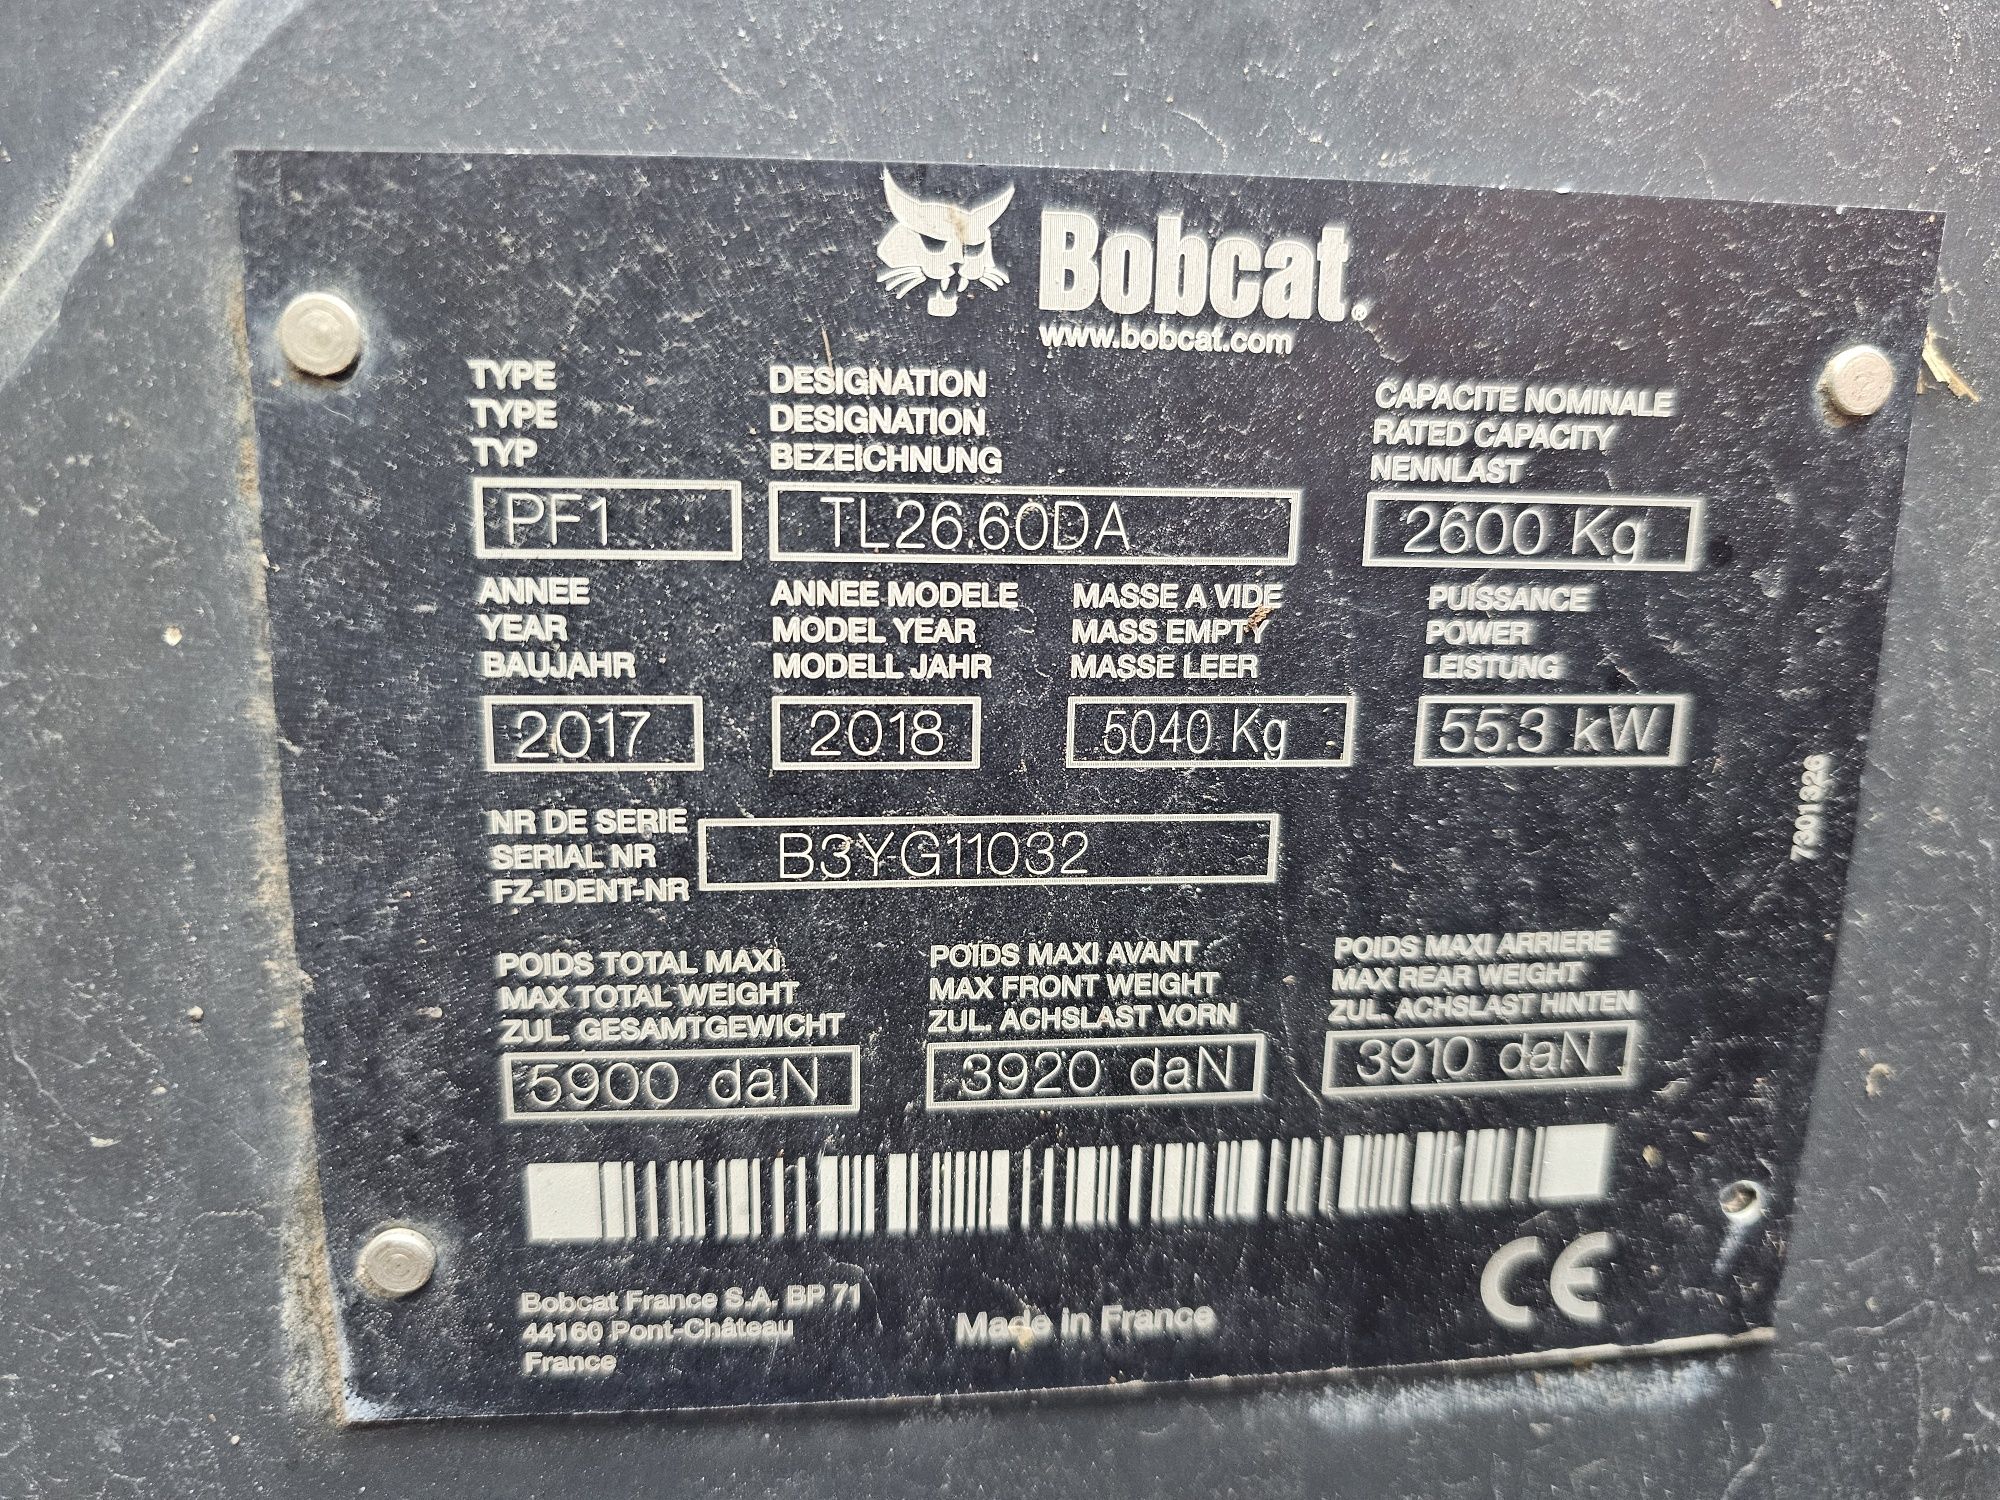 Bobcat®
www.bobcat.com
TYPE
TYPE
TYP
PF1
DESIGNATION
DESIGNATION
BEZEICHNUNG
TL26.60DA
CAPACITE NOMINALE
RATED CAPACITY
NENNLAST
2600 Kg
ANNEE
YEAR
BAUJAHR
2017
ANNEE MODELE
MODEL YEAR
MODELL JAHR
2018
MASSE A VIDE
MASS EMPTY
MASSE LEER
5040 Kg
PUISSANCE
POWER
LEISTUNG
55.3 kW
NR DE SERIE
SERIAL NR
FZ-IDENT-NR
B3YG11032
7301326
POIDS TOTAL MAXI
MAX TOTAL WEIGHT
ZUL. GESAMTGEWICHT
5900 daN
POIDS MAXI AVANT
MAX FRONT WEIGHT
ZUL. ACHSLAST VORN
3920 daN
POIDS MAXI ARRIERE
MAX REAR WEIGHT
ZUL. ACHSLAST HINTEN
3910 daN
Bobcat France S.A. BP 71
44160 Pont-Château
France
Made in France
CE